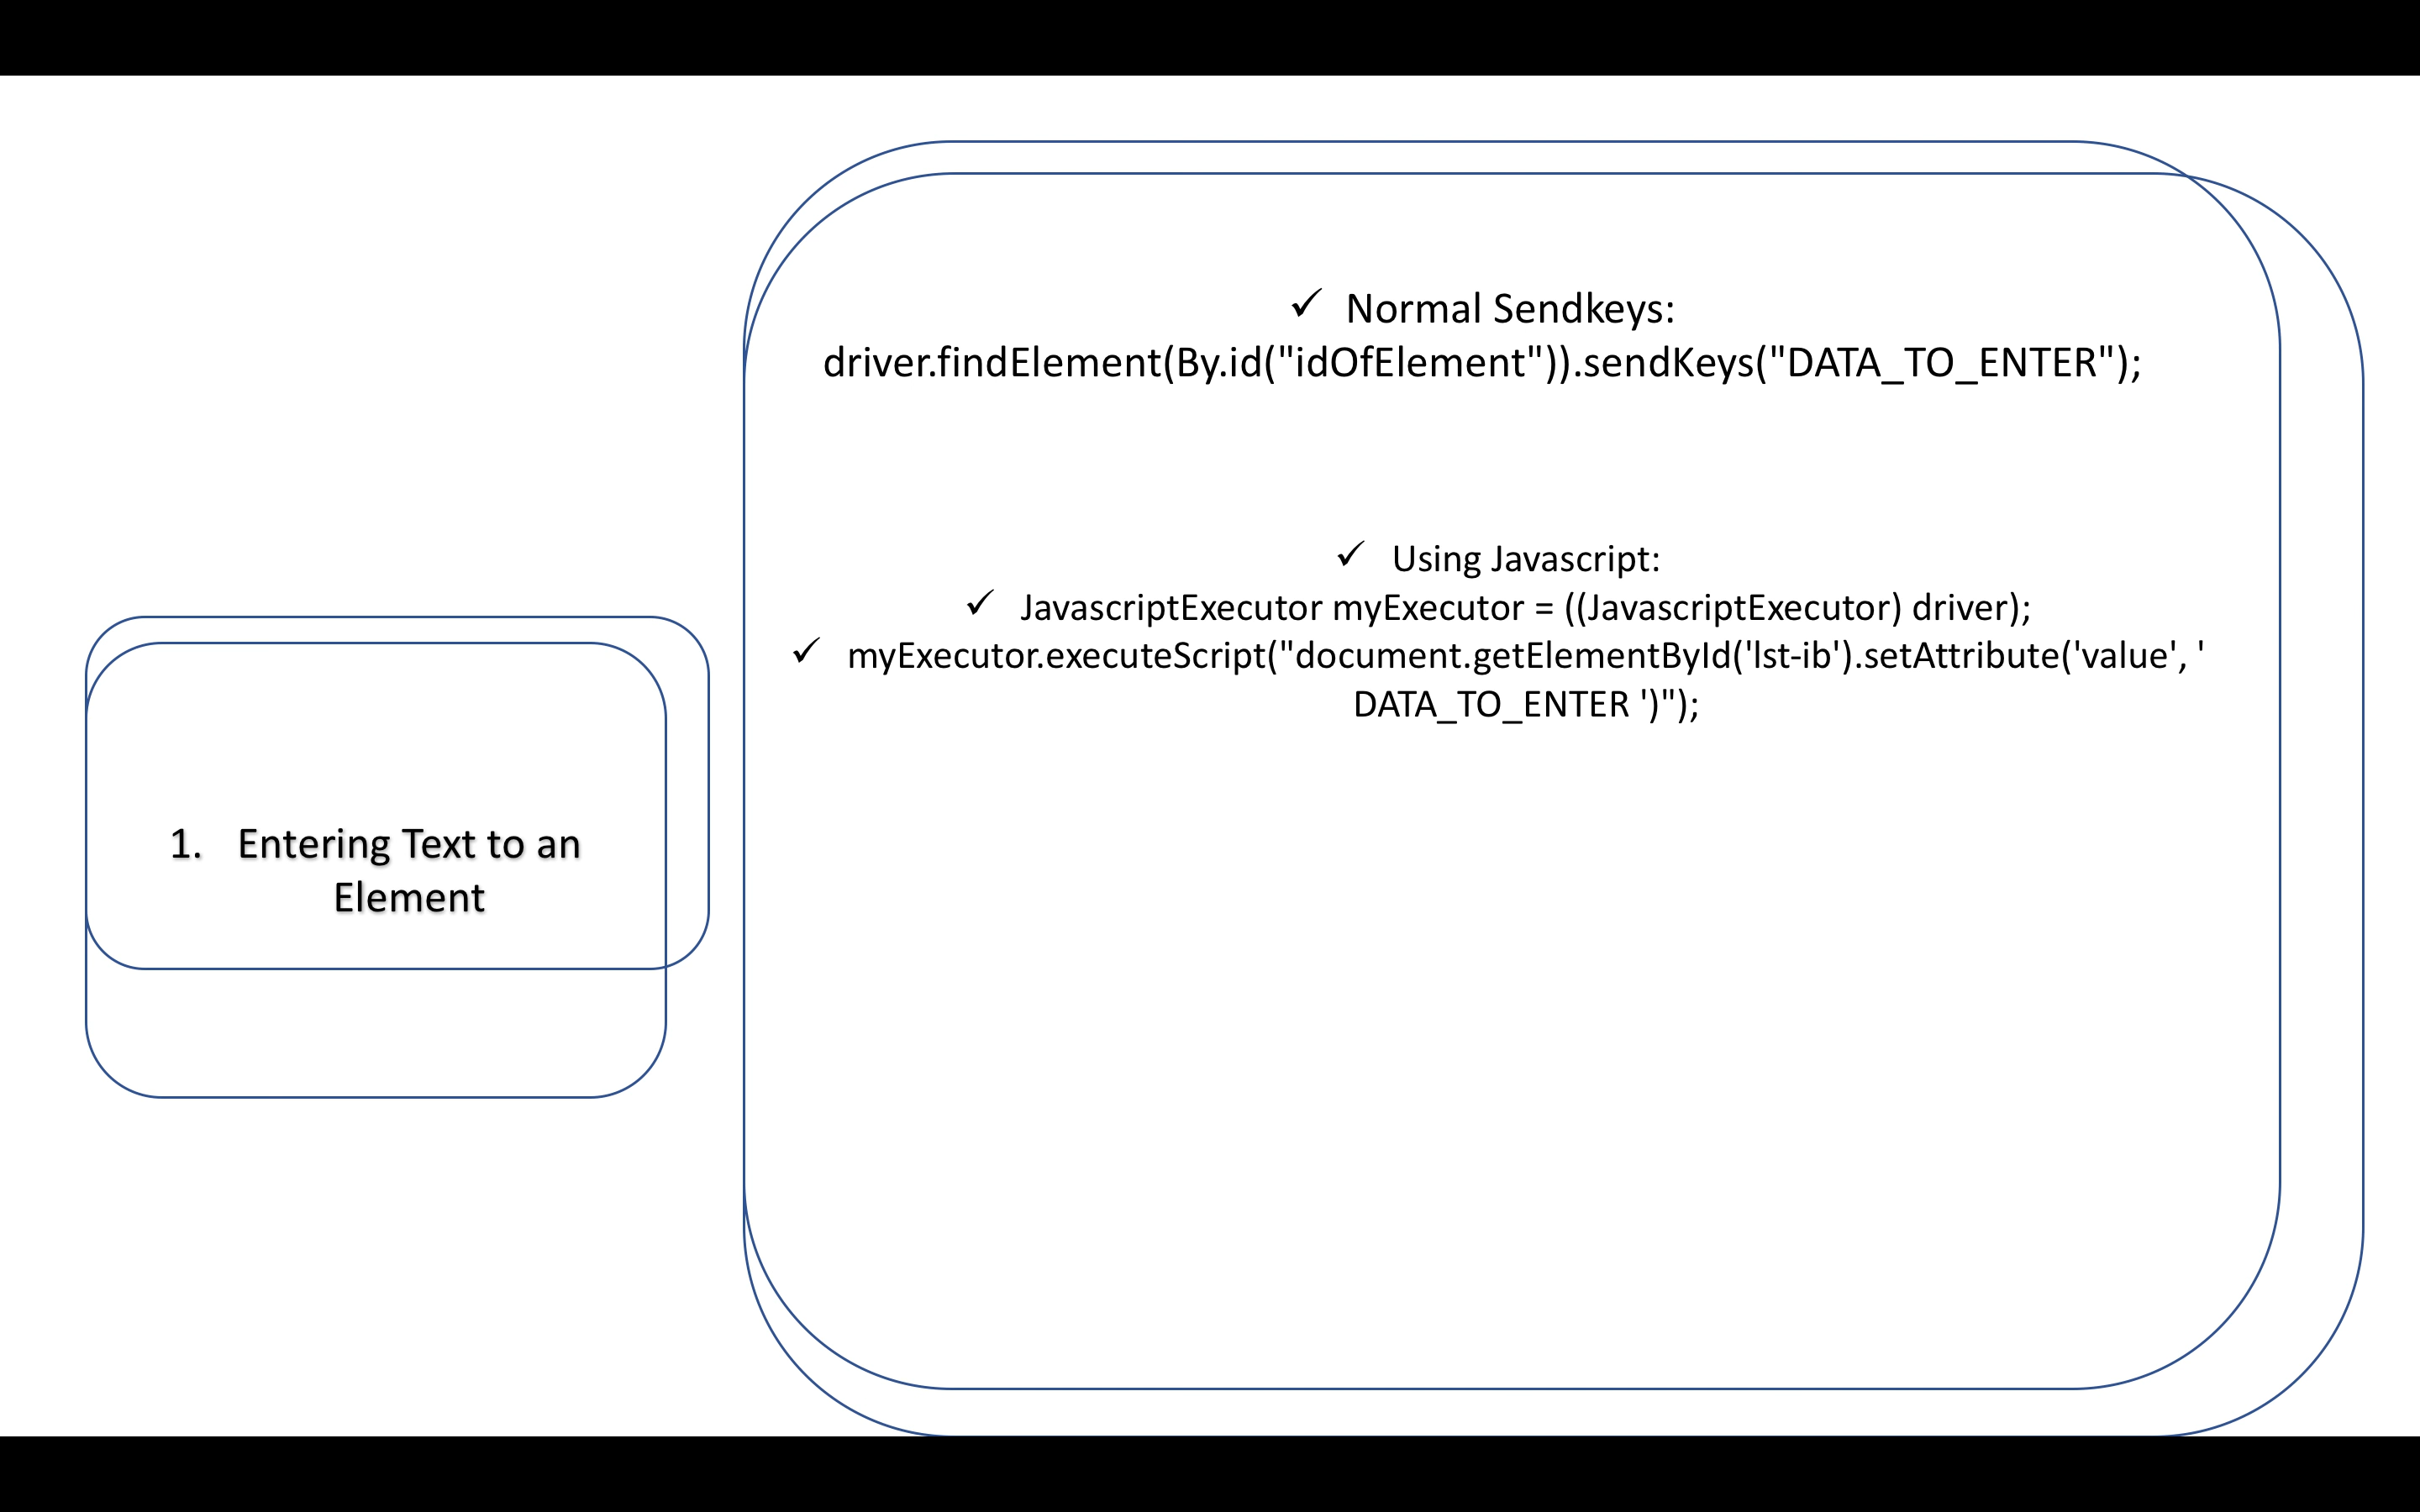 1. Entering Text to an
Element
✓ Normal Sendkeys:
driver.findElement(By.id("idOfElement")).sendKeys("DATA_TO_ENTER");
✓ Using Javascript:
✓ JavascriptExecutor myExecutor = ((JavascriptExecutor) driver);
✓ myExecutor.executeScript("document.getElementById('lst-ib').setAttribute('value', '
DATA_TO_ENTER ')");